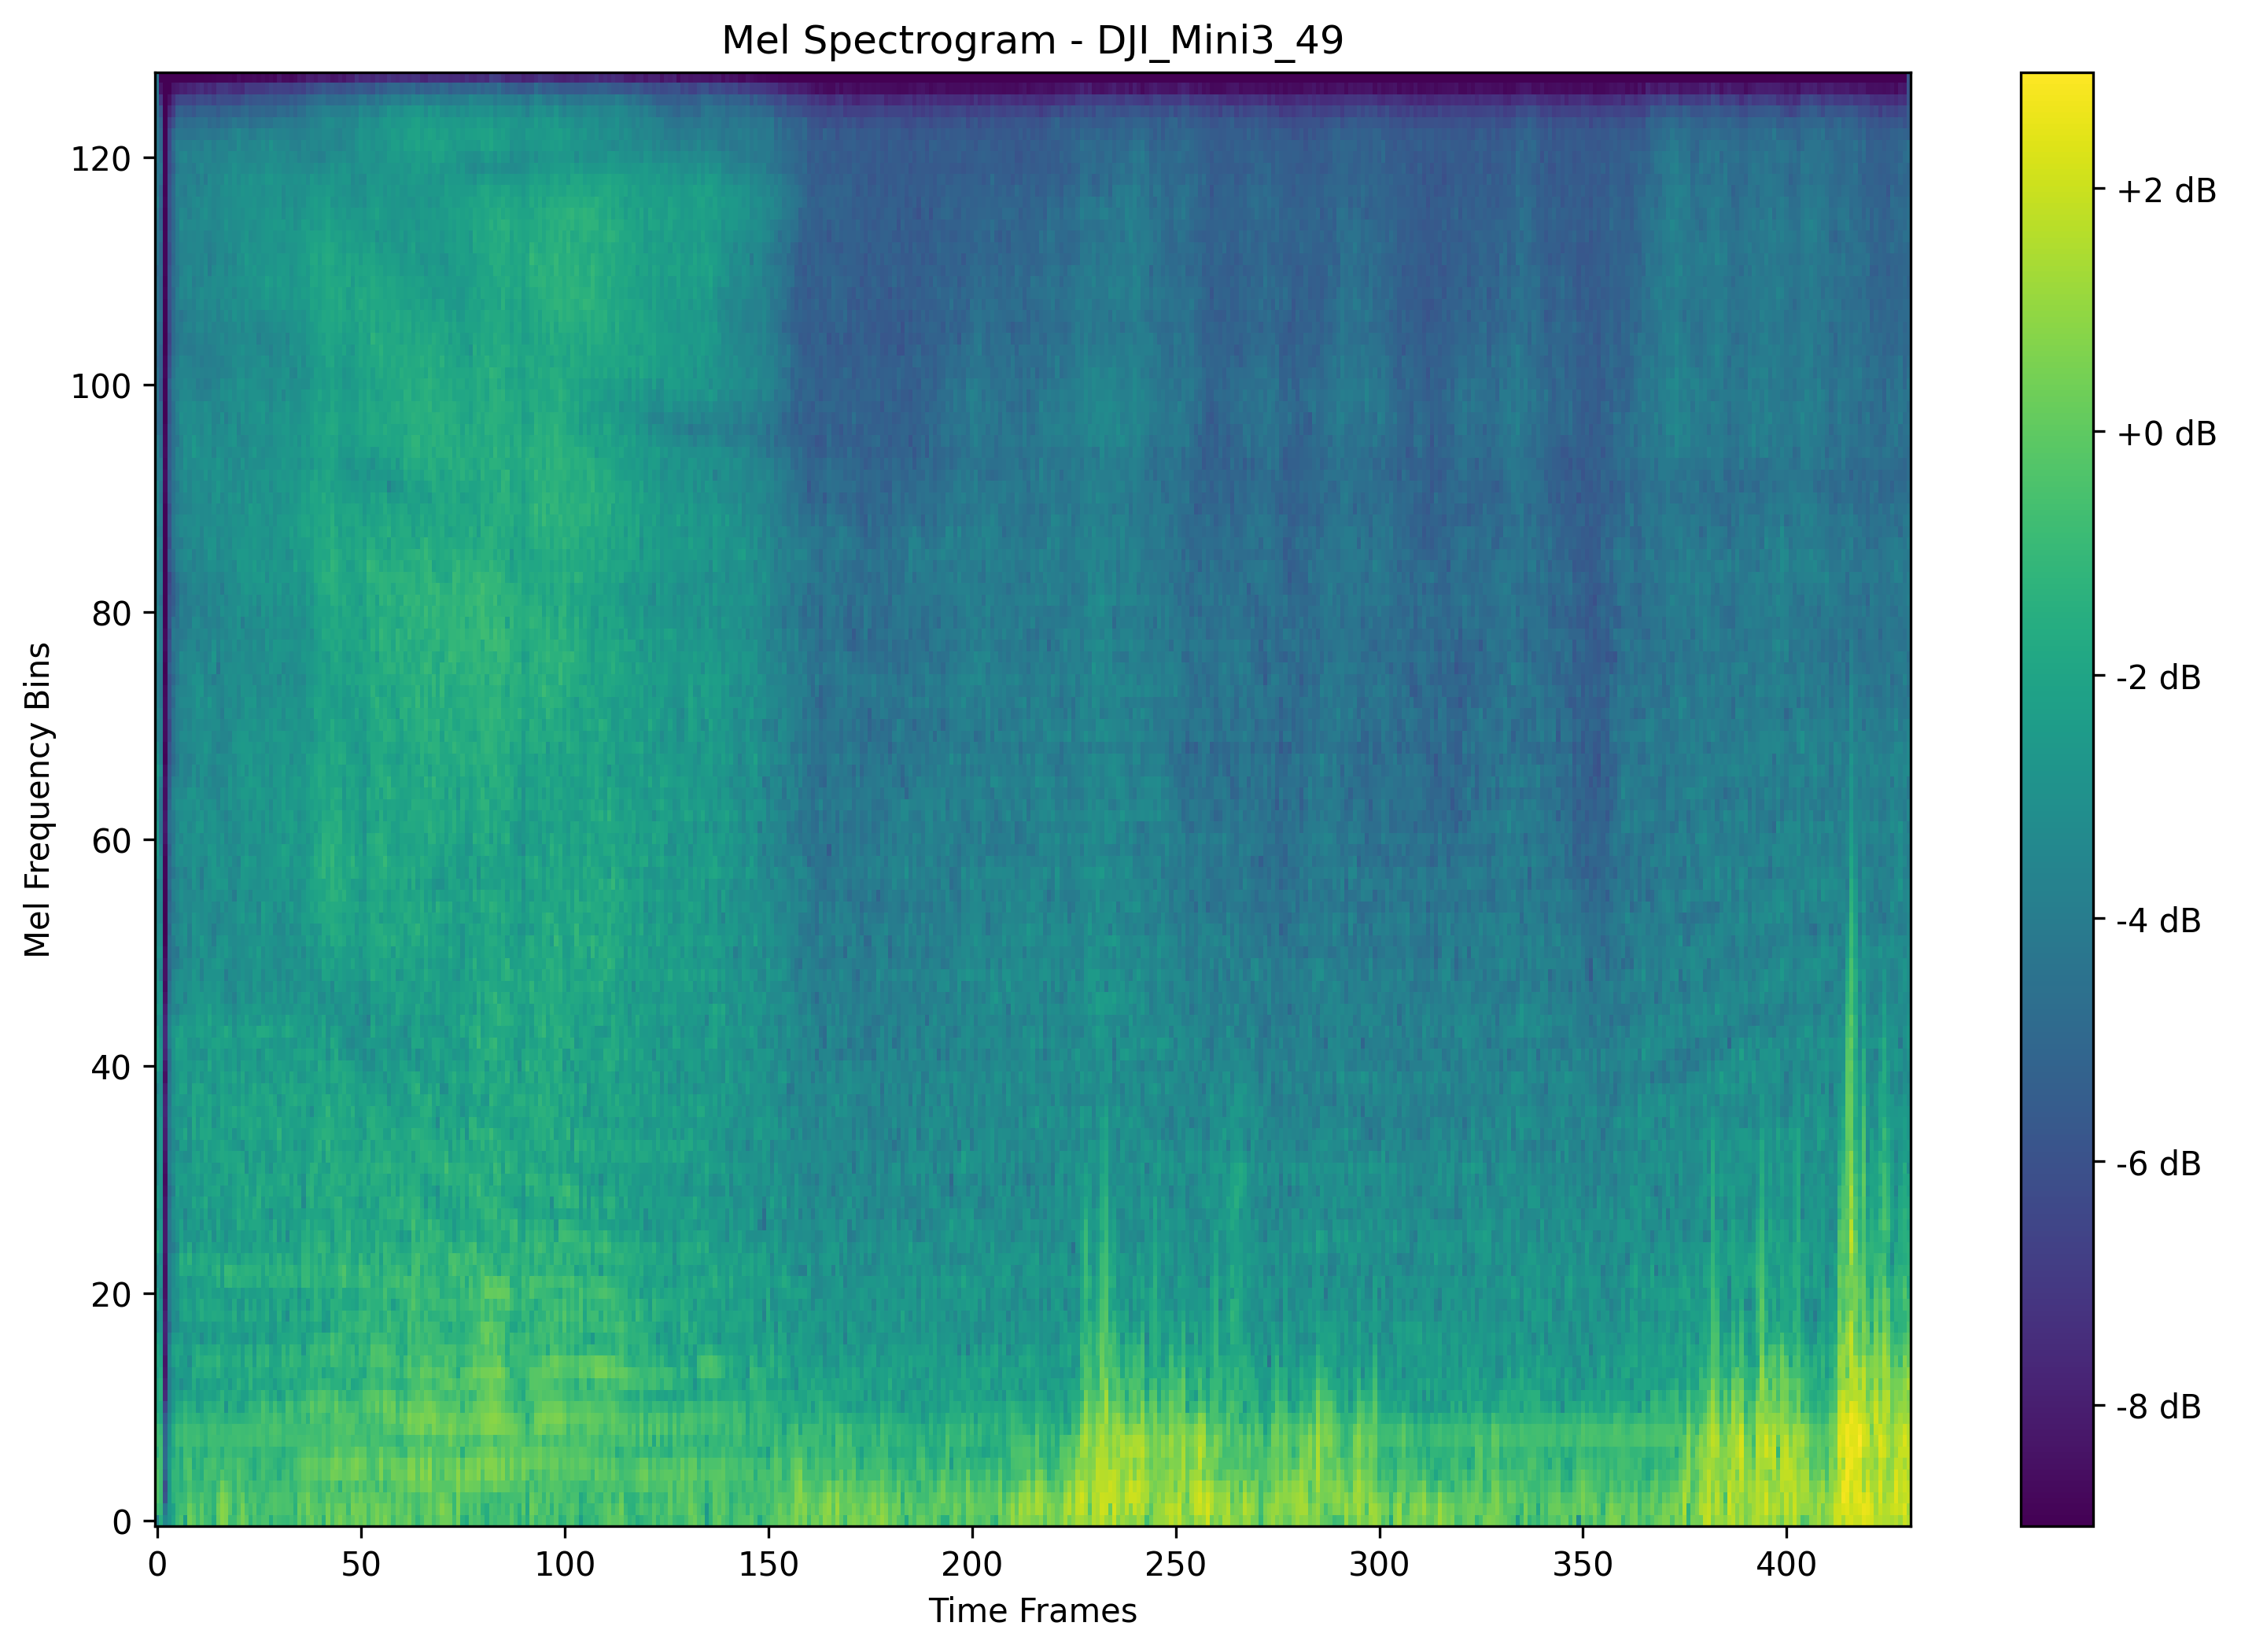 Mel Spectrogram - DJI_Mini3_49
Mel Frequency Bins
120
100
80
60
40
20
0
0 50 100 150 200 250 300 350 400
Time Frames
+2 dB
+0 dB
-2 dB
-4 dB
-6 dB
-8 dB